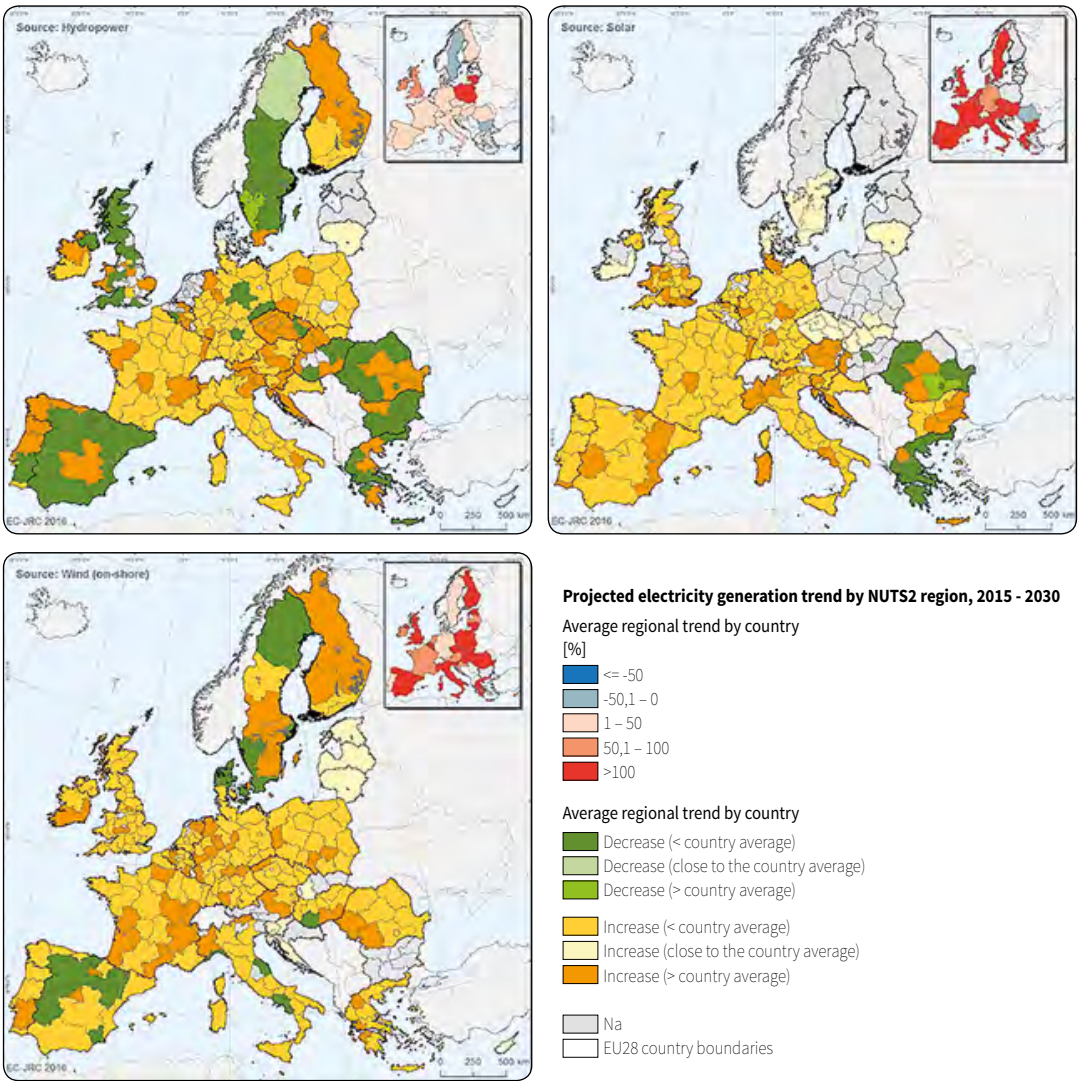 Source: Hydropower
EC-JRC 2016
0 250 500 km
Source: Solar
EC-JRC 2016
0 250 500 km
Source: Wind (on-shore)
EC-JRC 2016
0 250 500 km
Projected electricity generation trend by NUTS2 region, 2015 - 2030
Average regional trend by country
[%]
<= -50
-50,1 – 0
1 – 50
50,1 – 100
>100
Average regional trend by country
Decrease (< country average)
Decrease (close to the country average)
Decrease (> country average)
Increase (< country average)
Increase (close to the country average)
Increase (> country average)
Na
EU28 country boundaries